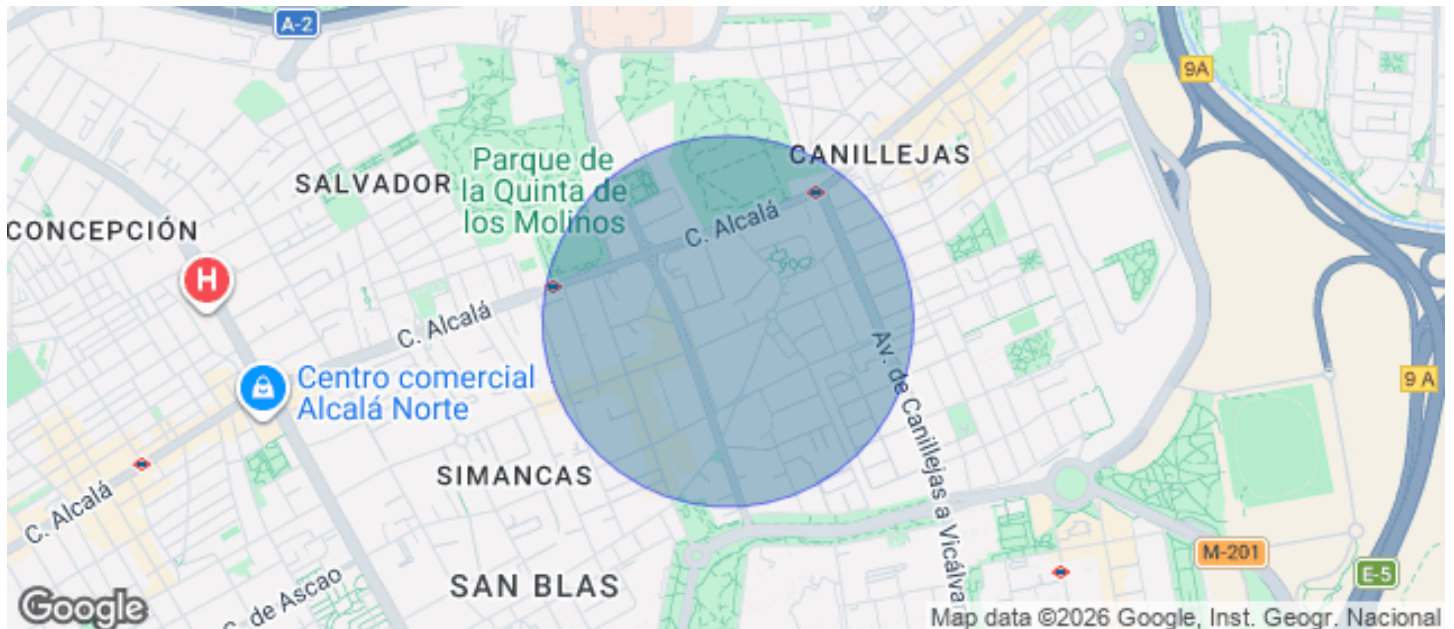 A-2
9A
CANILLEJAS
Parque de
la Quinta de
los Molinos
SALVADOR
CONCEPCIÓN
H
C. Alcalá
C. Alcalá
Centro comercial
Alcalá Norte
9 A
Av. de Canillejas a Vicálvar
SIMANCAS
C. Alcalá
M-201
E-5
SAN BLAS
C. de Ascao
Google
Map data ©2026 Google, Inst. Geogr. Nacional